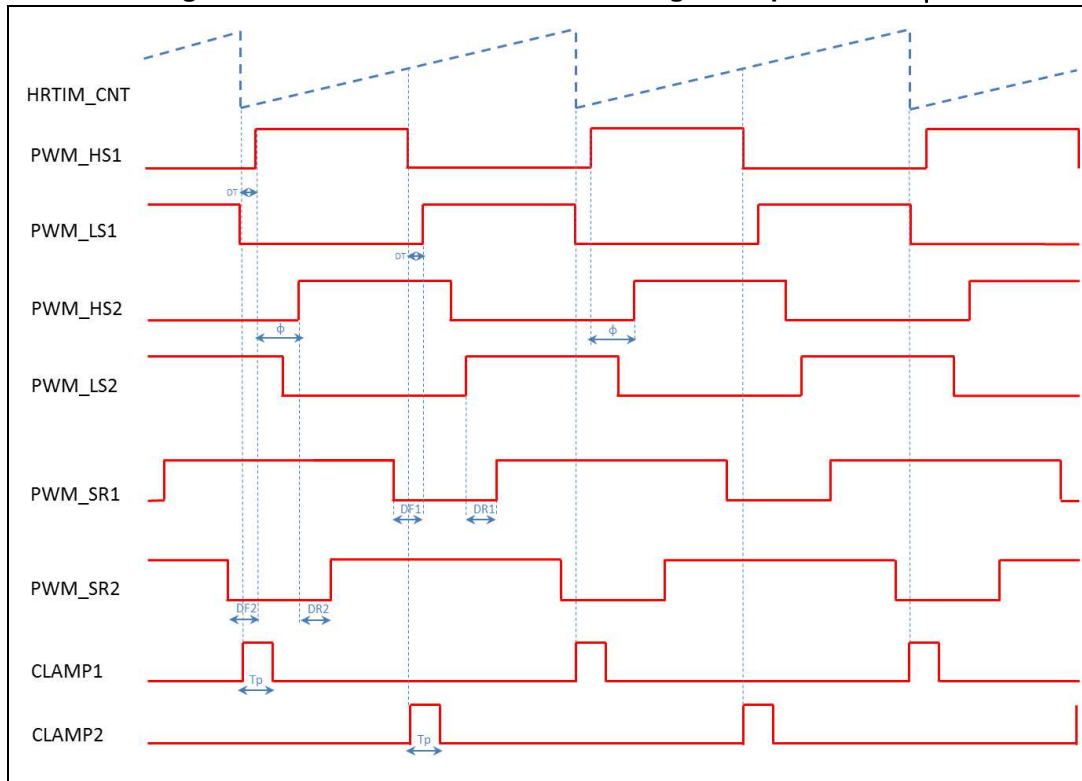 HRTIM_CNT
PWM_HS1
DT
PWM_LS1
DT
PWM_HS2
ϕ ϕ
PWM_LS2
PWM_SR1
DF1 DR1
PWM_SR2
DF2 DR2
CLAMP1
Tp
CLAMP2
Tp